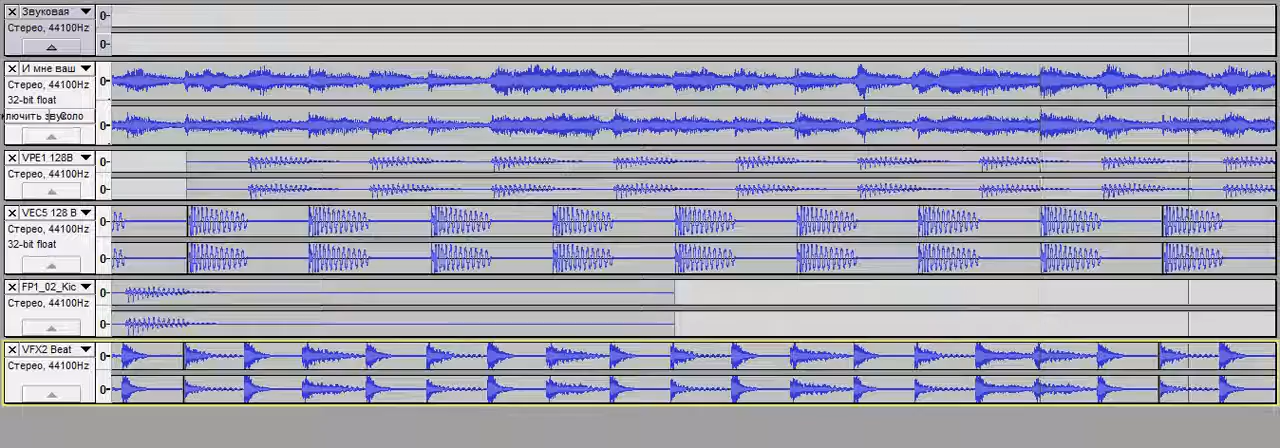 Звуковая
Стерео, 44100Hz
0-
0-
И мне ваш
Стерео, 44100Hz
32-bit float
ключить звук
Соло
0-
0-
VPE1 128B
Стерео, 44100Hz
0-
0-
VEC5 128 B
Стерео, 44100Hz
32-bit float
0-
0-
FP1_02_Kic
Стерео, 44100Hz
0-
0-
VFX2 Beat
Стерео, 44100Hz
0-
0-